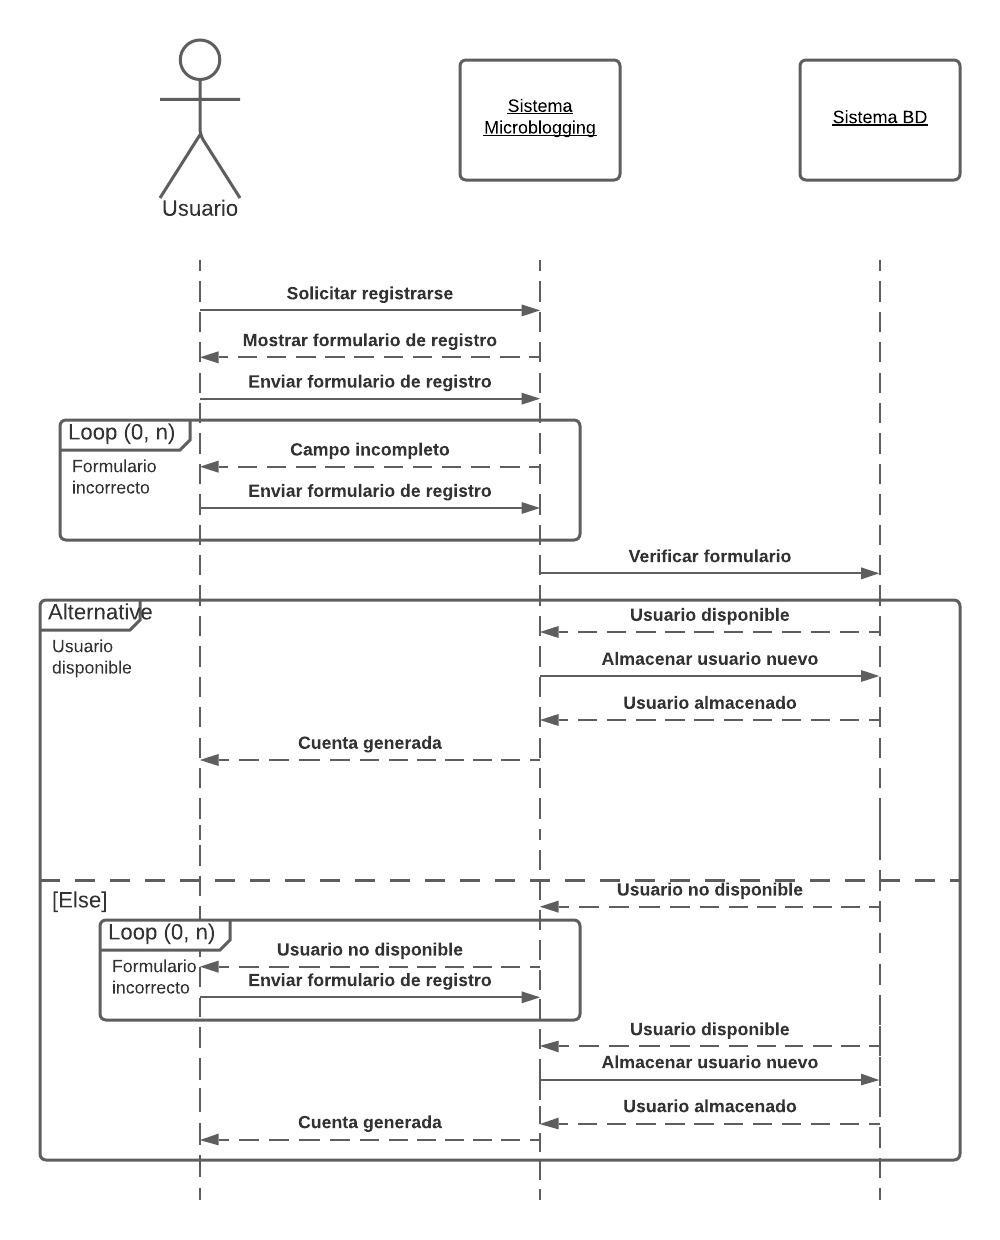 Usuario
Sistema
Microblogging
Sistema BD
Solicitar registrarse
Mostrar formulario de registro
Enviar formulario de registro
Loop (0, n)
Formulario
incorrecto
Campo incompleto
Enviar formulario de registro
Verificar formulario
Alternative
Usuario
disponible
Usuario disponible
Almacenar usuario nuevo
Usuario almacenado
Cuenta generada
[Else]
Usuario no disponible
Loop (0, n)
Formulario
incorrecto
Usuario no disponible
Enviar formulario de registro
Usuario disponible
Almacenar usuario nuevo
Usuario almacenado
Cuenta generada